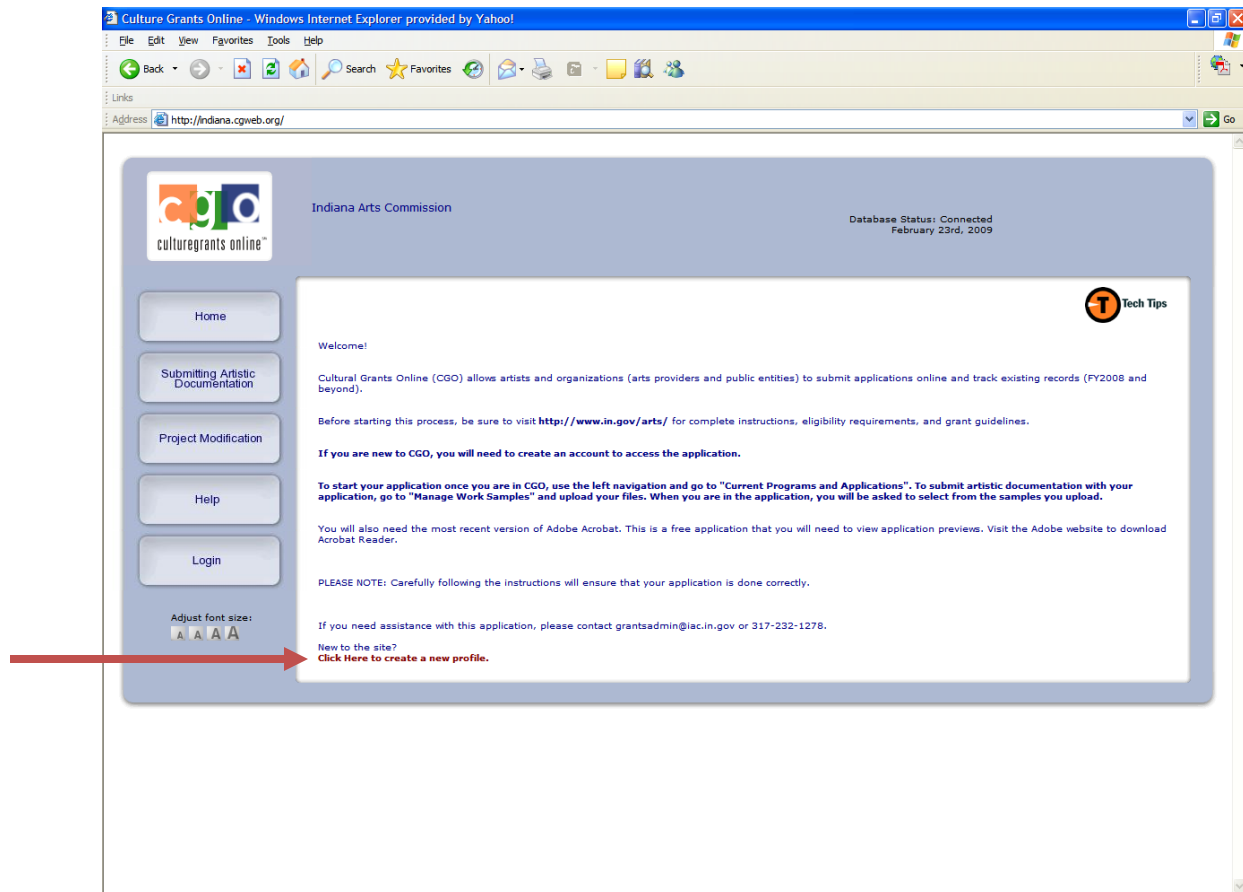 Culture Grants Online - Windows Internet Explorer provided by Yahoo!
File Edit View Favorites Tools Help
Back Search Favorites
Links
Address http://indiana.cgweb.org/ Go
cgo
culturegrants online™
Indiana Arts Commission
Database Status: Connected
February 23rd, 2009
Home
Submitting Artistic
Documentation
Project Modification
Help
Login
Adjust font size:
A A A A
T Tech Tips
Welcome!
Cultural Grants Online (CGO) allows artists and organizations (arts providers and public entities) to submit applications online and track existing records (FY2008 and
beyond).
Before starting this process, be sure to visit http://www.in.gov/arts/ for complete instructions, eligibility requirements, and grant guidelines.
If you are new to CGO, you will need to create an account to access the application.
To start your application once you are in CGO, use the left navigation and go to "Current Programs and Applications". To submit artistic documentation with your
application, go to "Manage Work Samples" and upload your files. When you are in the application, you will be asked to select from the samples you upload.
You will also need the most recent version of Adobe Acrobat. This is a free application that you will need to view application previews. Visit the Adobe website to download
Acrobat Reader.
PLEASE NOTE: Carefully following the instructions will ensure that your application is done correctly.
If you need assistance with this application, please contact grantsadmin@iac.in.gov or 317-232-1278.
New to the site?
Click Here to create a new profile.